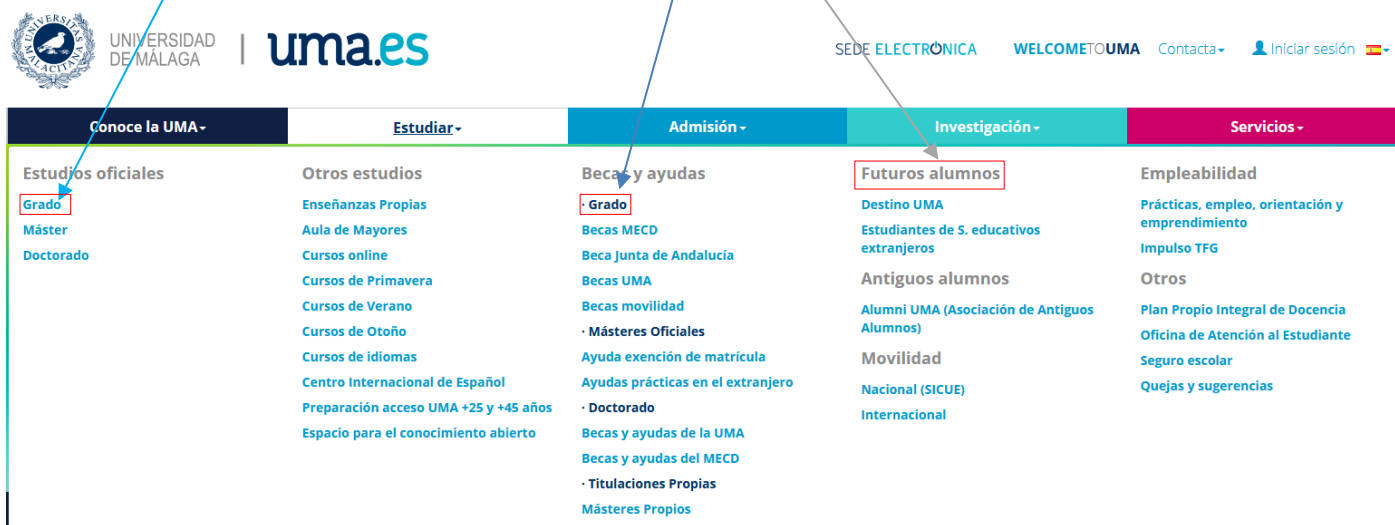 UNIVERSITAS MALACITANA
UNIVERSIDAD
DE MÁLAGA
| uma.es
SEDE ELECTRÓNICA
WELCOMETOUMA
Contacta
Iniciar sesión
Conoce la UMA
Estudiar
Admisión
Investigación
Servicios
Estudios oficiales
Grado
Máster
Doctorado
Otros estudios
Enseñanzas Propias
Aula de Mayores
Cursos online
Cursos de Primavera
Cursos de Verano
Cursos de Otoño
Cursos de idiomas
Centro Internacional de Español
Preparación acceso UMA +25 y +45 años
Espacio para el conocimiento abierto
Becas y ayudas
· Grado
Becas MECD
Beca Junta de Andalucía
Becas UMA
Becas movilidad
· Másteres Oficiales
Ayuda exención de matrícula
Ayudas prácticas en el extranjero
· Doctorado
Becas y ayudas de la UMA
Becas y ayudas del MECD
· Titulaciones Propias
Másteres Propios
Futuros alumnos
Destino UMA
Estudiantes de S. educativos
extranjeros
Antiguos alumnos
Alumni UMA (Asociación de Antiguos
Alumnos)
Movilidad
Nacional (SICUE)
Internacional
Empleabilidad
Prácticas, empleo, orientación y
emprendimiento
Impulso TFG
Otros
Plan Propio Integral de Docencia
Oficina de Atención al Estudiante
Seguro escolar
Quejas y sugerencias